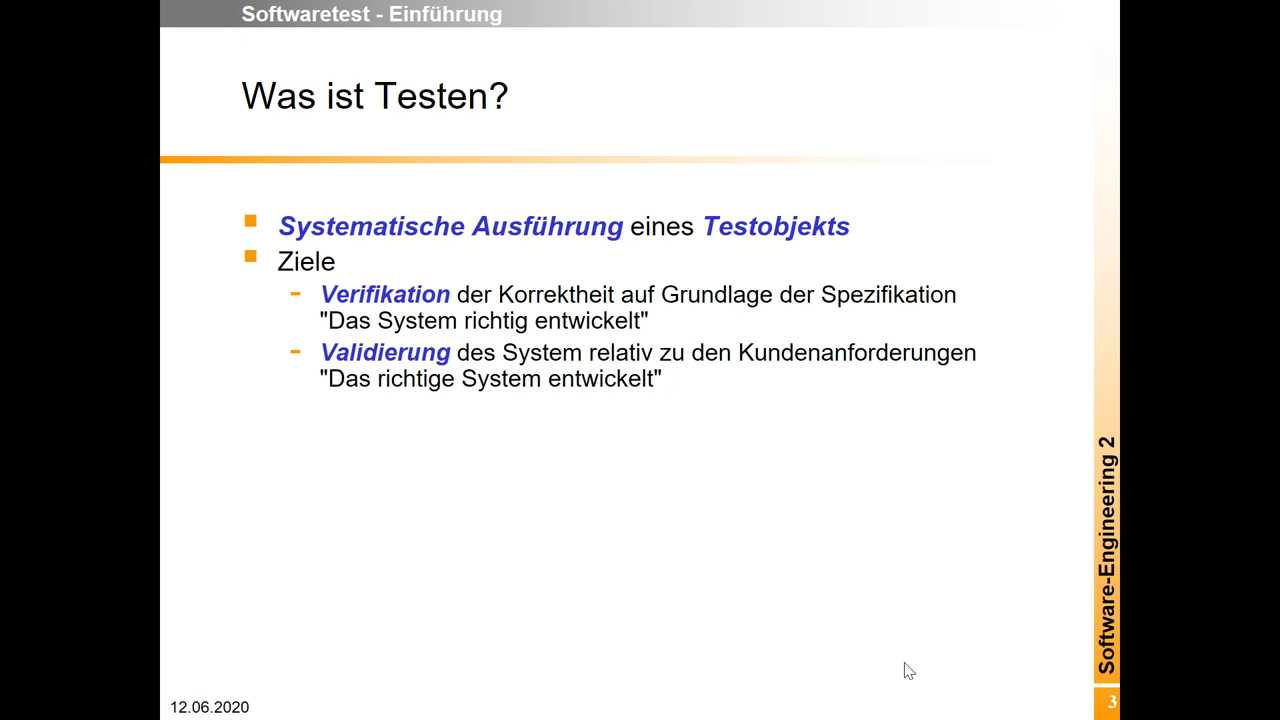 Softwaretest - Einführung
Was ist Testen?
Systematische Ausführung eines Testobjekts
Ziele
Verifikation der Korrektheit auf Grundlage der Spezifikation
"Das System richtig entwickelt"
Validierung des System relativ zu den Kundenanforderungen
"Das richtige System entwickelt"
Software-Engineering 2
12.06.2020
3